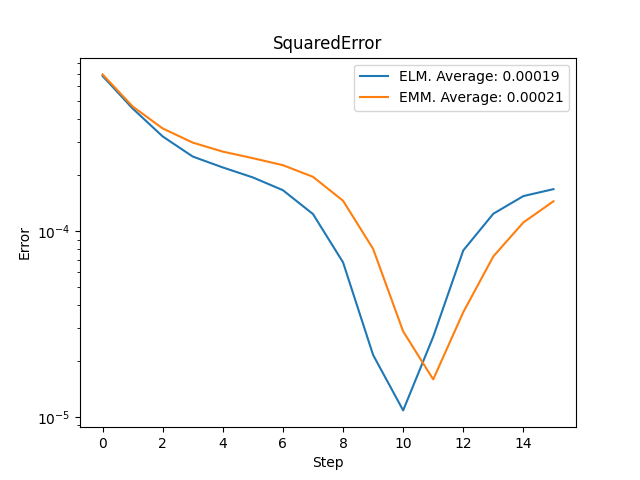 SquaredError
ELM. Average: 0.00019
EMM. Average: 0.00021
Error
10⁻⁴
10⁻⁵
0 2 4 6 8 10 12 14
Step